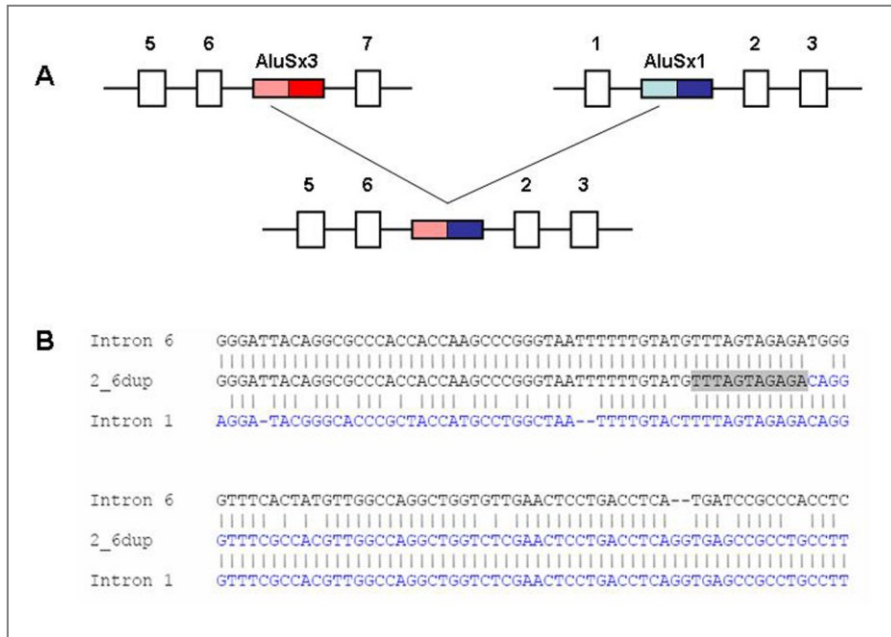 A
5 6 7
AluSx3
1 2 3
AluSx1
5 6 2 3
B
Intron 6 GGGATTACAGGCGCCCACCACCAAGCCCGGGTAATTTTTTGTATGTTTAGTAGAGATGGG
2_6dup GGGATTACAGGCGCCCACCACCAAGCCCGGGTAATTTTTTGTATGTTTAGTAGAGACAGG
Intron 1 AGGA-TACGGGCACCCGCTACCATGCCTGGCTAA--TTTTGTACTTTTAGTAGAGACAGG
Intron 6 GTTTCACTATGTTGGCCAGGCTGGTGTTGAACTCCTGACCTCA--TGATCCGCCCACCTC
2_6dup GTTTCGCCACGTTGGCCAGGCTGGTCTCGAACTCCTGACCTCAGGTGAGCCGCCTGCCTT
Intron 1 GTTTCGCCACGTTGGCCAGGCTGGTCTCGAACTCCTGACCTCAGGTGAGCCGCCTGCCTT